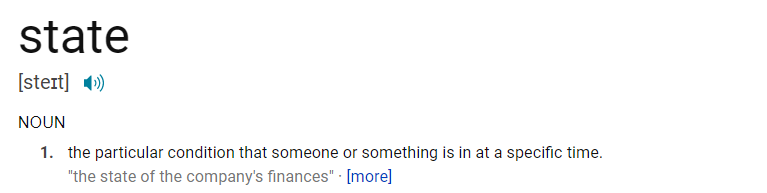 state
[steɪt]
NOUN
1. the particular condition that someone or something is in at a specific time.
"the state of the company's finances" · [more]